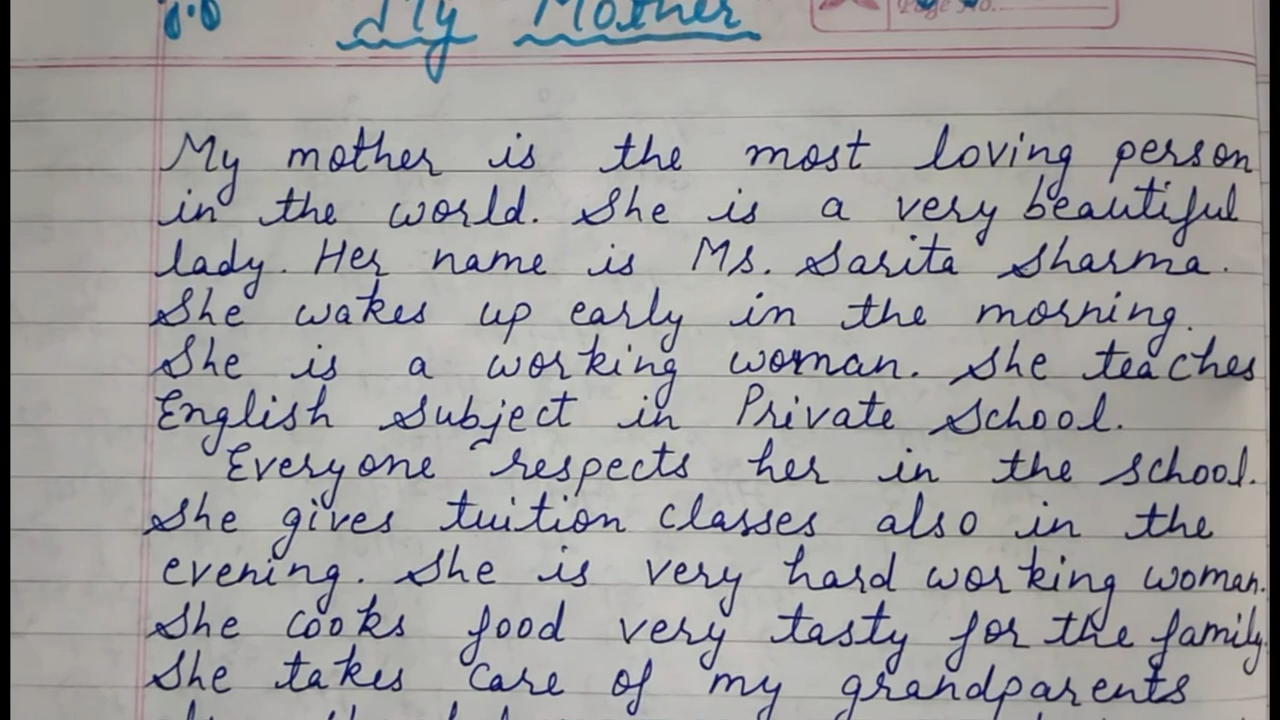 My Mother
Page No.
My mother is the most loving person
in the world. She is a very beautiful
lady. Her name is Ms. Sarita Sharma.
She wakes up early in the morning.
She is a working woman. She teaches
English Subject in Private School.
Everyone respects her in the school.
She gives tuition classes also in the
evening. She is very hard working woman.
She cooks food very tasty for the family.
She takes care of my grandparents